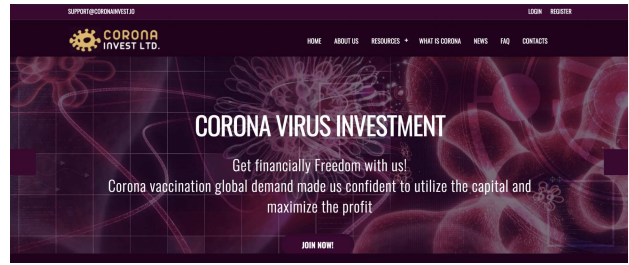 SUPPORT@CORONAINVEST.IO
LOGIN REGISTER
CORONA
INVEST LTD.
HOME ABOUT US RESOURCES + WHAT IS CORONA NEWS FAQ CONTACTS
CORONA VIRUS INVESTMENT
Get financially Freedom with us!
Corona vaccination global demand made us confident to utilize the capital and
maximize the profit
JOIN NOW!